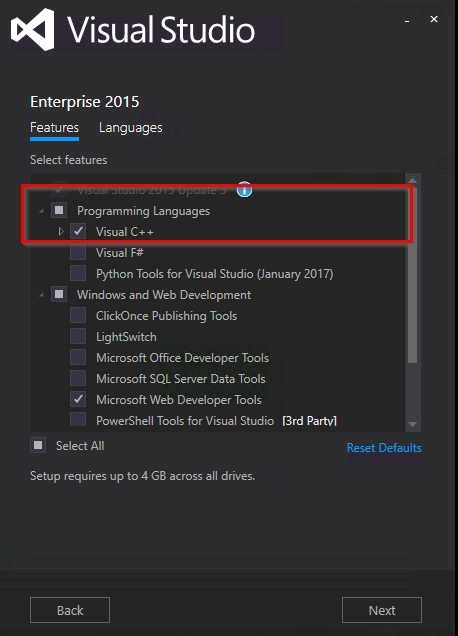 Visual Studio
Enterprise 2015
Features Languages
Select features
Visual Studio 2015 Update 3
Programming Languages
Visual C++
Visual F#
Python Tools for Visual Studio (January 2017)
Windows and Web Development
ClickOnce Publishing Tools
LightSwitch
Microsoft Office Developer Tools
Microsoft SQL Server Data Tools
Microsoft Web Developer Tools
PowerShell Tools for Visual Studio [3rd Party]
Select All Reset Defaults
Setup requires up to 4 GB across all drives.
Back Next